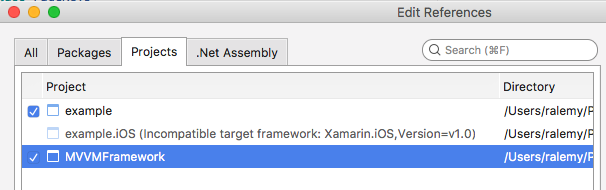 Edit References
All Packages Projects .Net Assembly Search (⌘F)
Project Directory
example /Users/ralemy/P
example.iOS (Incompatible target framework: Xamarin.iOS,Version=v1.0) /Users/ralemy/P
MVVMFramework /Users/ralemy/P